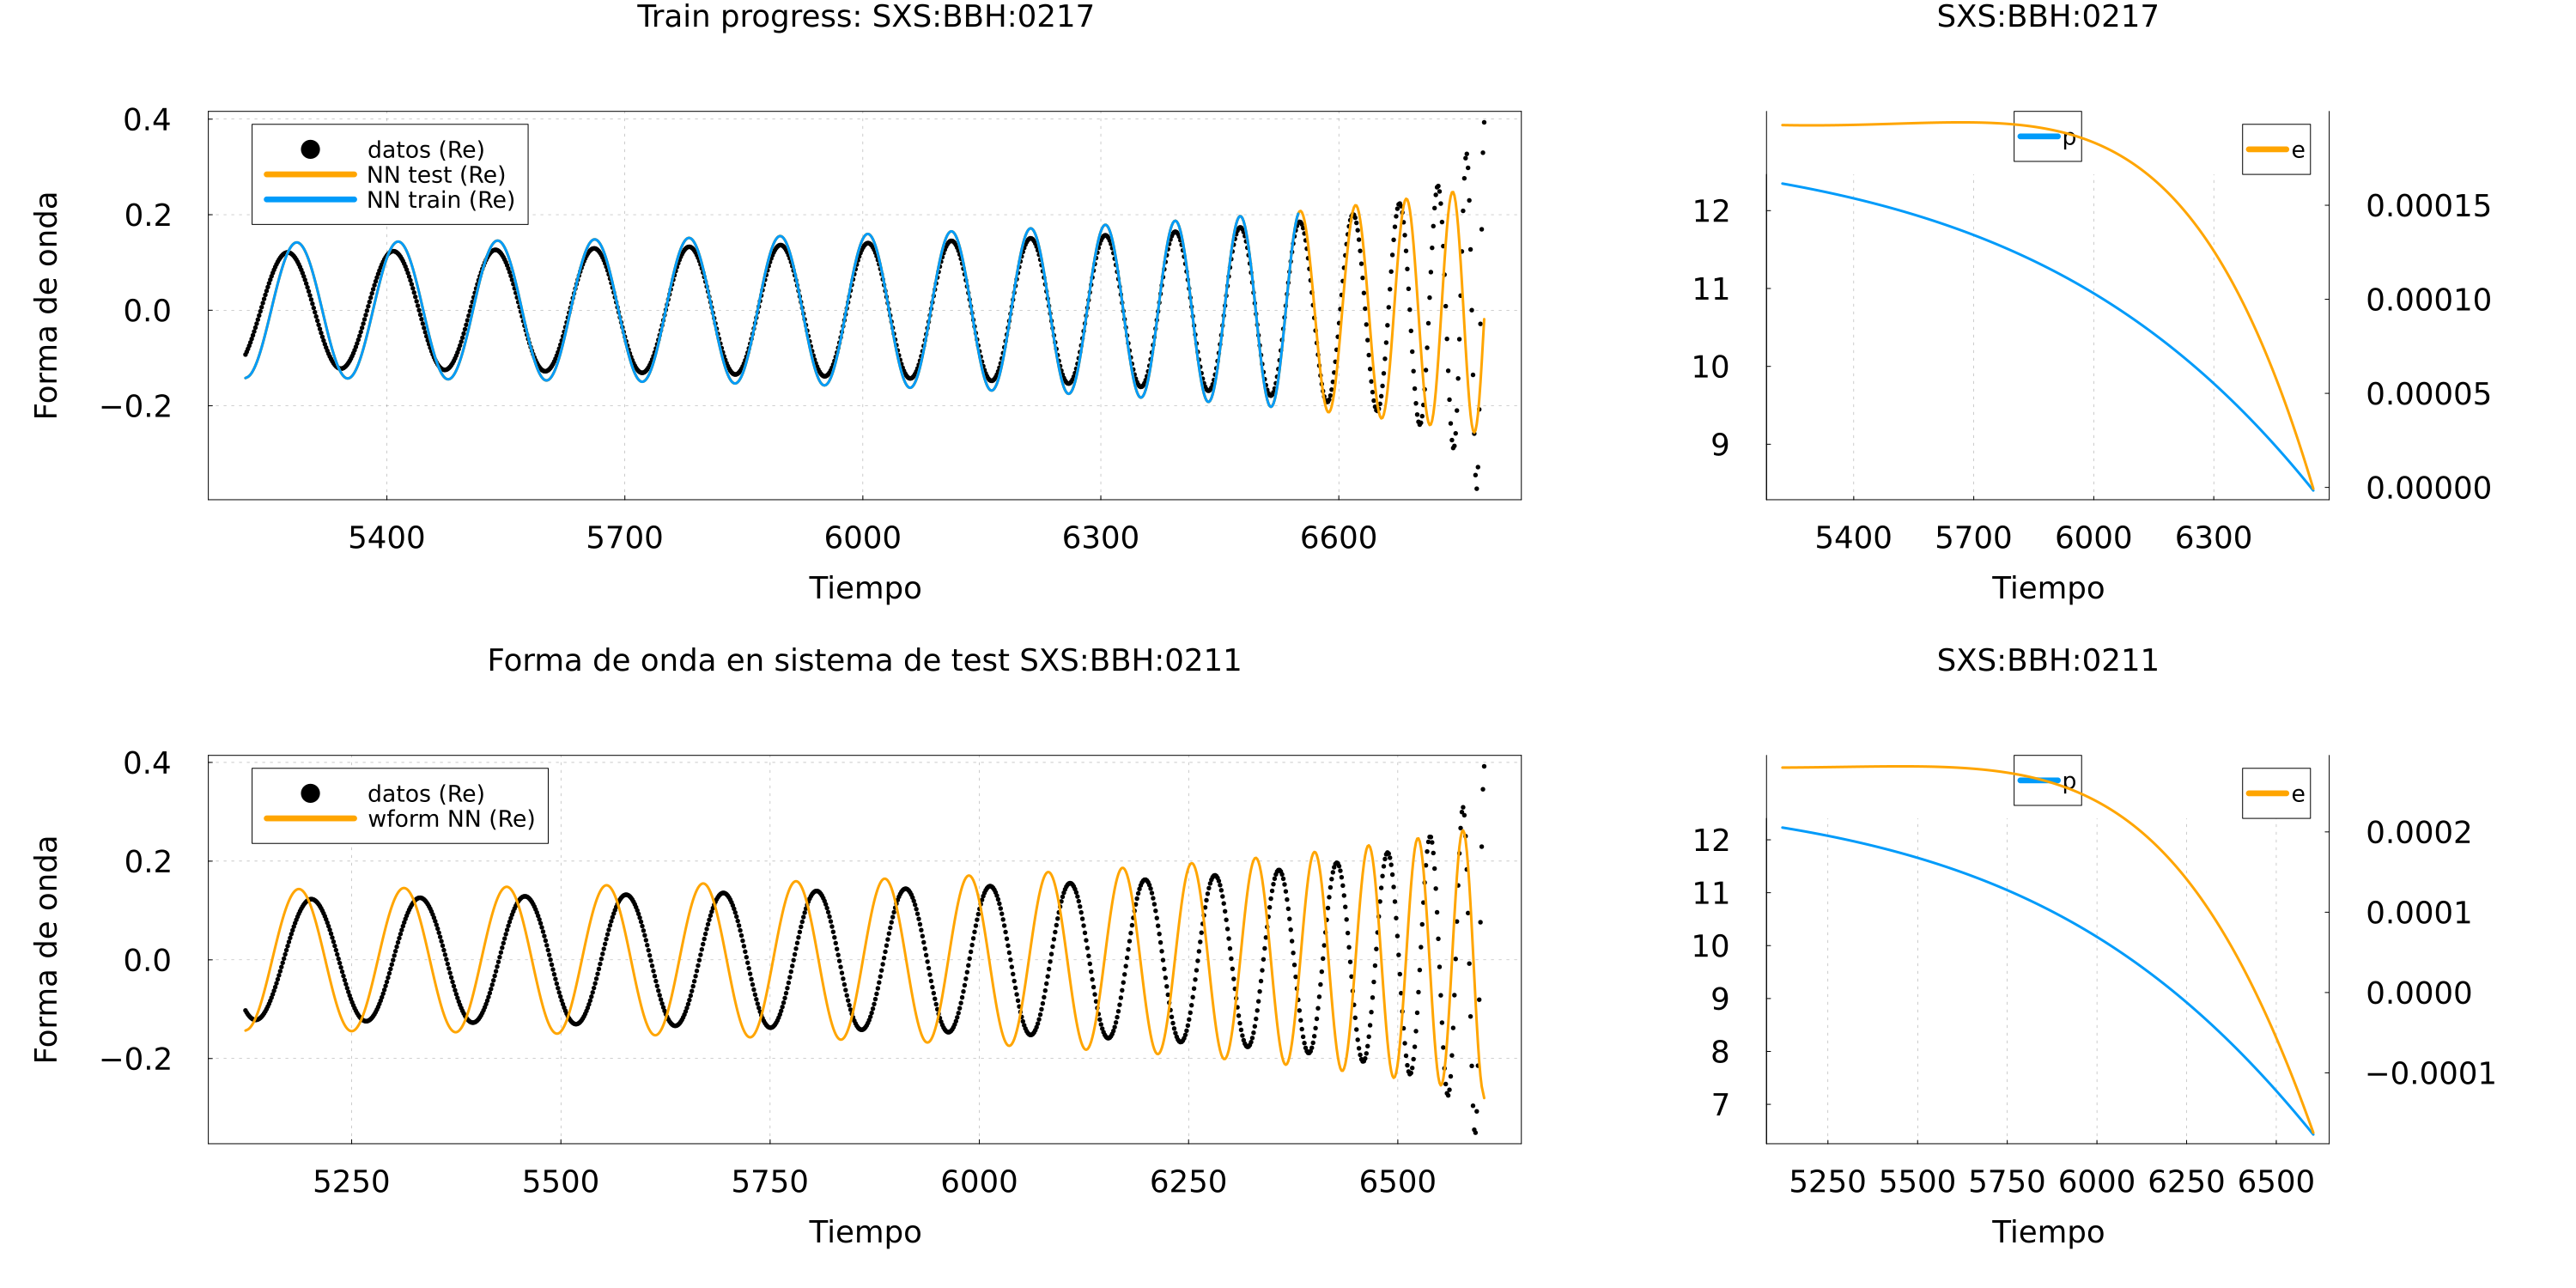 Train progress: SXS:BBH:0217
SXS:BBH:0217
0.4
0.2
0.0
−0.2
Forma de onda
datos (Re)
NN test (Re)
NN train (Re)
5400 5700 6000 6300 6600
Tiempo
p
e
12
11
10
9
0.00015
0.00010
0.00005
0.00000
5400 5700 6000 6300
Tiempo
Forma de onda en sistema de test SXS:BBH:0211
SXS:BBH:0211
0.4
0.2
0.0
−0.2
Forma de onda
datos (Re)
wform NN (Re)
5250 5500 5750 6000 6250 6500
Tiempo
p
e
12
11
10
9
8
7
0.0002
0.0001
0.0000
−0.0001
5250 5500 5750 6000 6250 6500
Tiempo